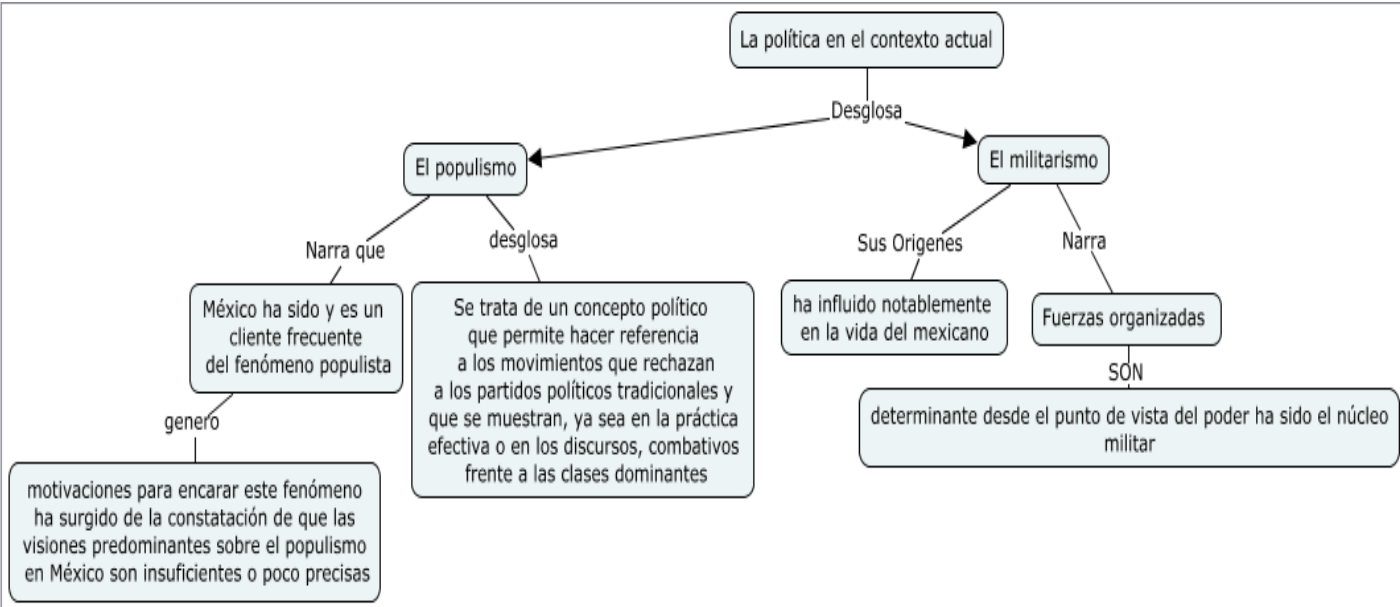 La política en el contexto actual
Desglosa
El populismo
El militarismo
Narra que
desglosa
Sus Origenes
Narra
México ha sido y es un
cliente frecuente
del fenómeno populista
Se trata de un concepto político
que permite hacer referencia
a los movimientos que rechazan
a los partidos políticos tradicionales y
que se muestran, ya sea en la práctica
efectiva o en los discursos, combativos
frente a las clases dominantes
ha influido notablemente
en la vida del mexicano
Fuerzas organizadas
SON
determinante desde el punto de vista del poder ha sido el núcleo
militar
genero
motivaciones para encarar este fenómeno
ha surgido de la constatación de que las
visiones predominantes sobre el populismo
en México son insuficientes o poco precisas